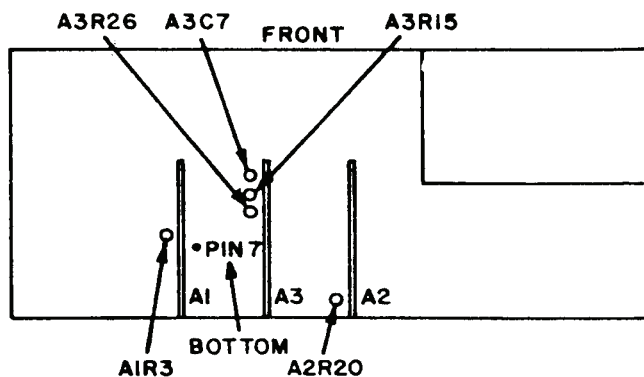 A3R26 A3C7 A3R15
FRONT
•PIN 7
A1 A3 A2
BOTTOM
A1R3 A2R20